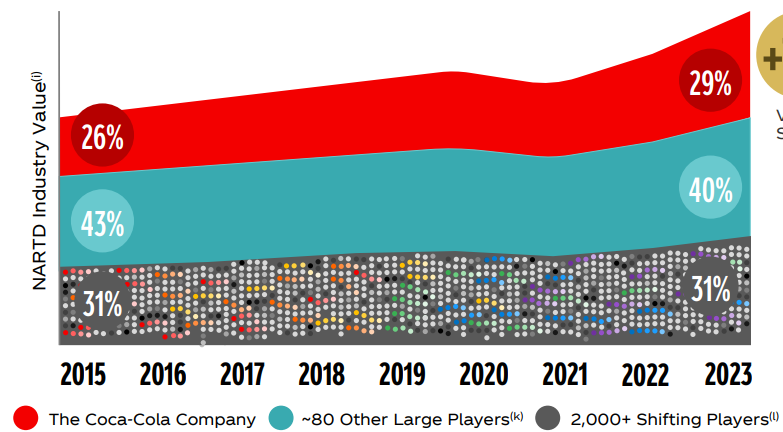 NARTD Industry Value(i)
26%
43%
31%
29%
40%
31%
+
2015 2016 2017 2018 2019 2020 2021 2022 2023
The Coca-Cola Company ~80 Other Large Players(k) 2,000+ Shifting Players(l)